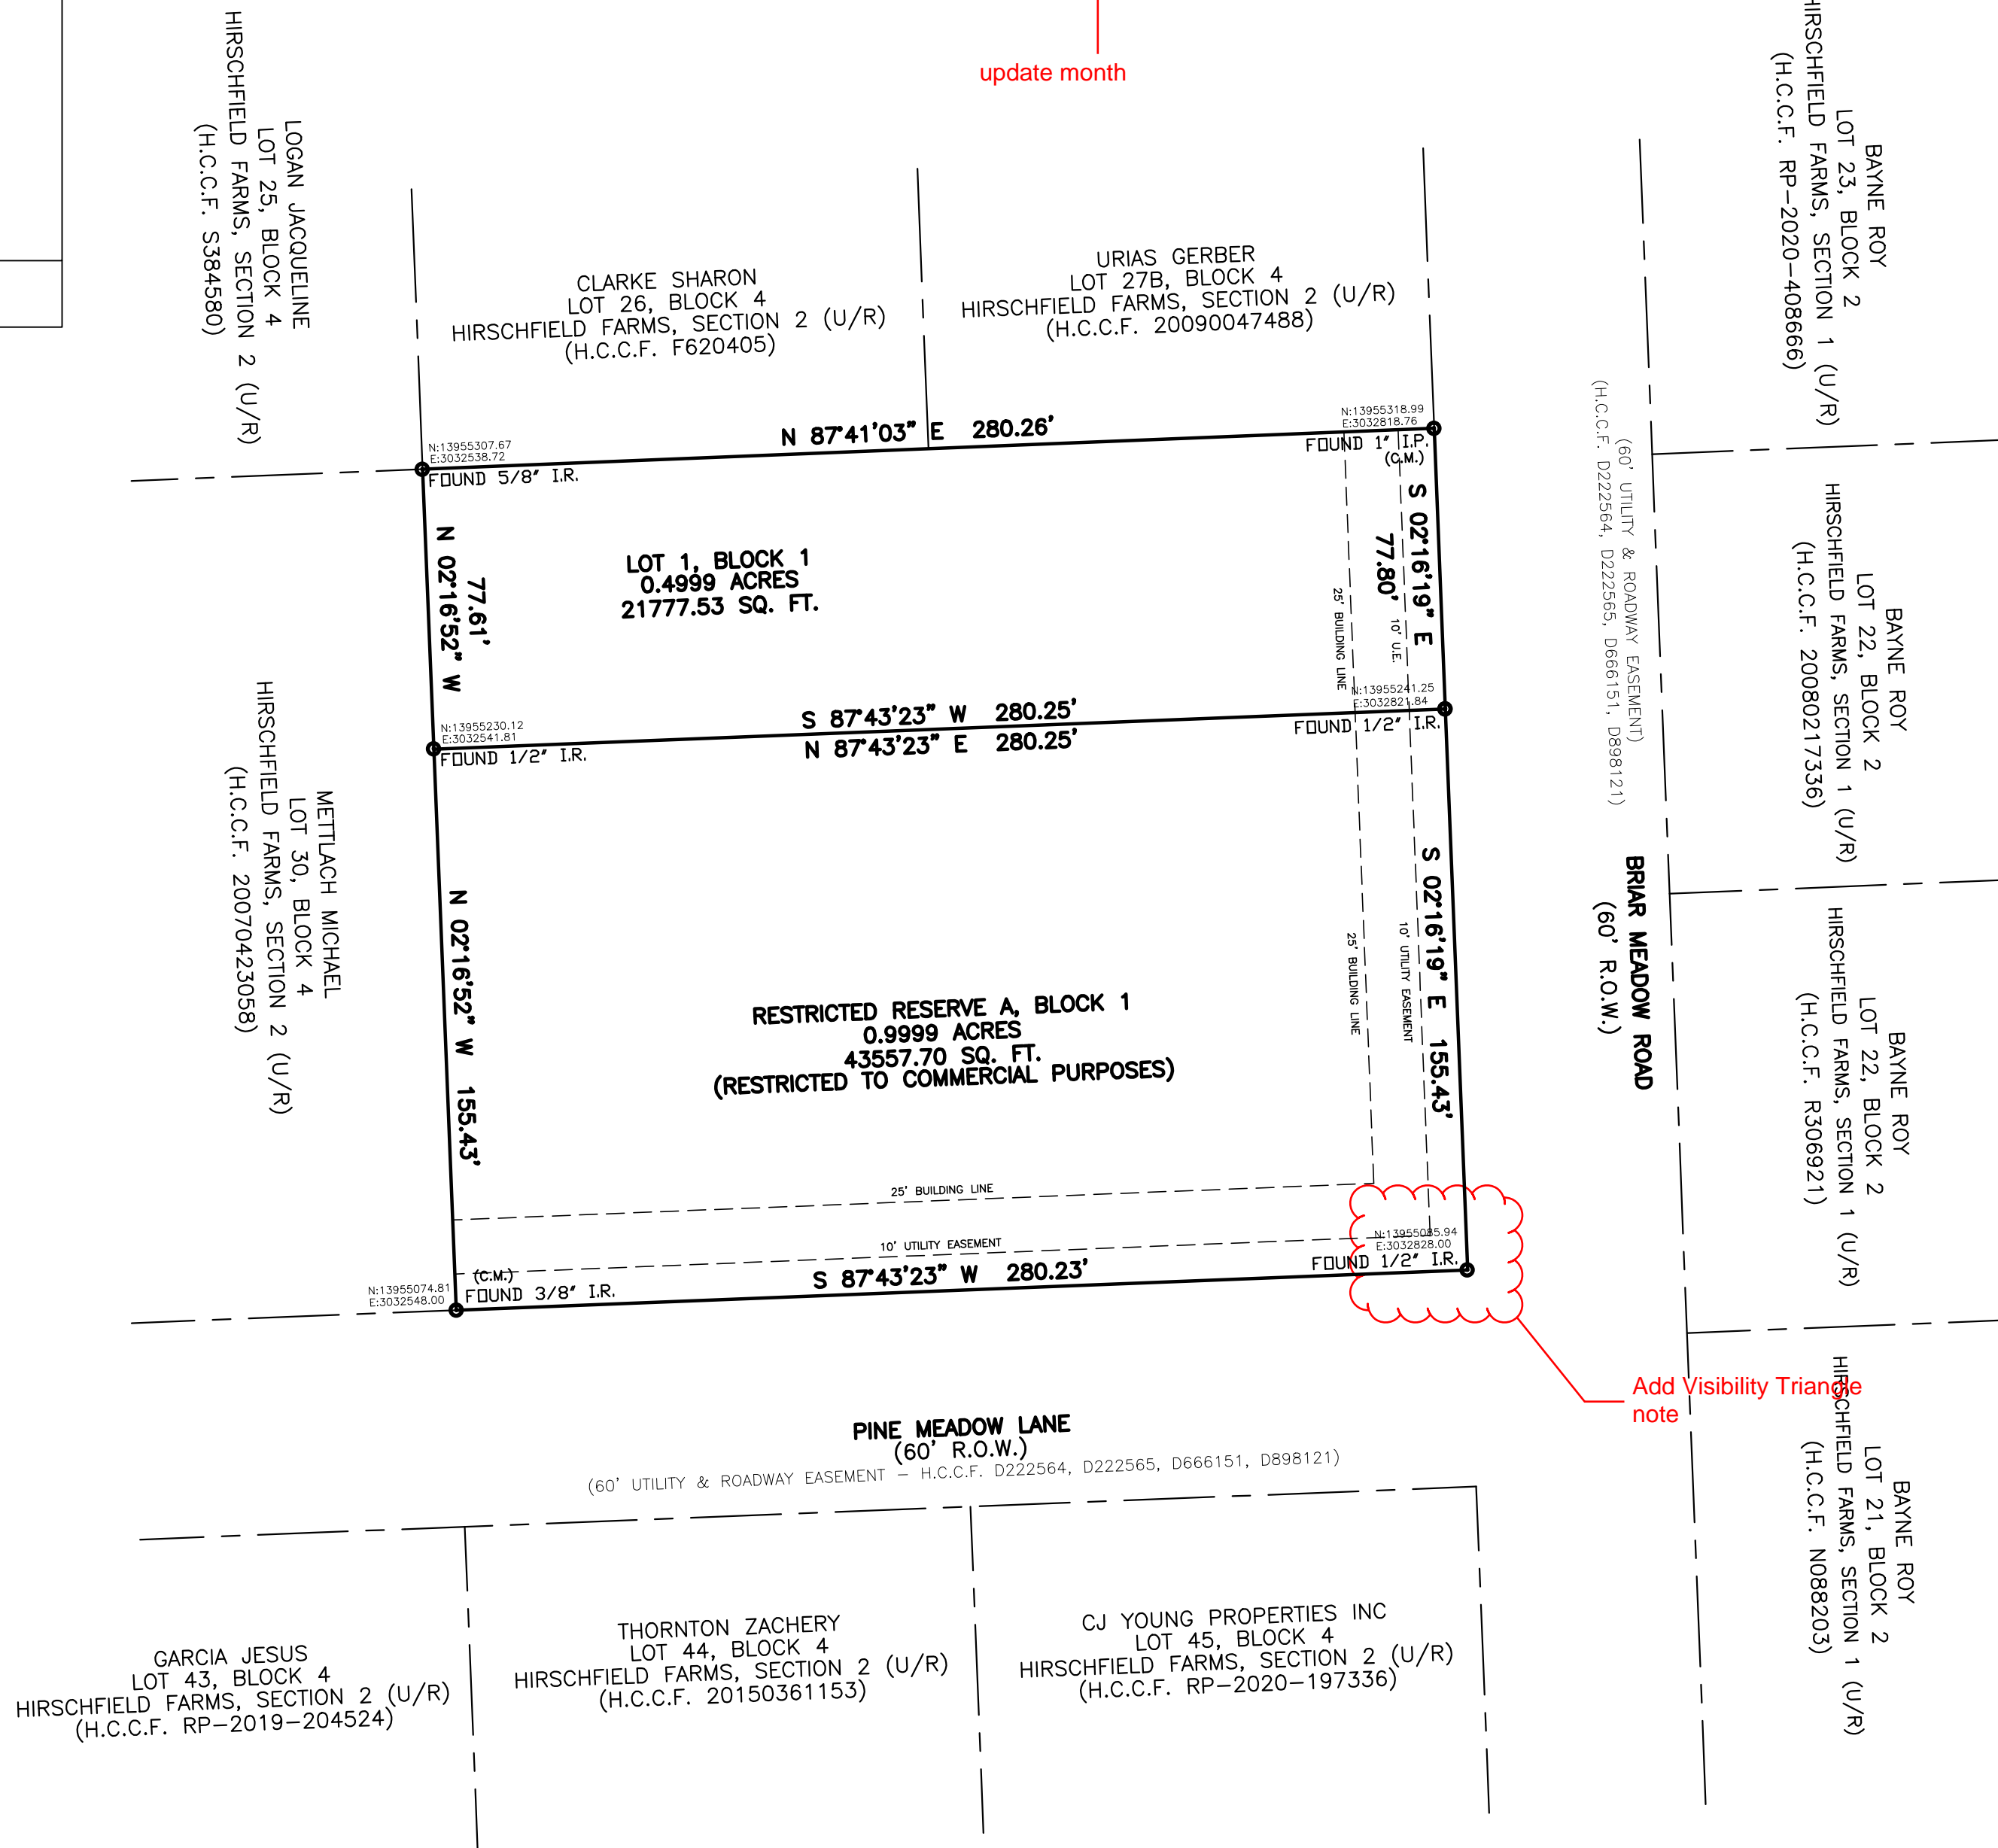 update month
LOGAN JACQUELINE
LOT 25, BLOCK 4
HIRSCHFIELD FARMS, SECTION 2 (U/R)
(H.C.C.F. S384580)
CLARKE SHARON
LOT 26, BLOCK 4
HIRSCHFIELD FARMS, SECTION 2 (U/R)
(H.C.C.F. F620405)
URIAS GERBER
LOT 27B, BLOCK 4
HIRSCHFIELD FARMS, SECTION 2 (U/R)
(H.C.C.F. 20090047488)
BAYNE ROY
LOT 23, BLOCK 2
HIRSCHFIELD FARMS, SECTION 1 (U/R)
(H.C.C.F. RP-2020-408666)
N:13955307.67
E:3032538.72
FOUND 5/8" I.R.
N 87°41'03" E 280.26'
N:13955318.99
E:3032818.76
FOUND 1" I.P.
(C.M.)
N 02°16'52" W
77.61'
LOT 1, BLOCK 1
0.4999 ACRES
21777.53 SQ. FT.
25' BUILDING LINE
10' U.E.
S 02°16'19" E
77.80'
(60' UTILITY & ROADWAY EASEMENT)
(H.C.C.F. D222564, D222565, D666151, D898121)
BAYNE ROY
LOT 22, BLOCK 2
HIRSCHFIELD FARMS, SECTION 1 (U/R)
(H.C.C.F. 20080217336)
N:13955230.12
E:3032541.81
FOUND 1/2" I.R.
S 87°43'23" W 280.25'
N 87°43'23" E 280.25'
N:13955241.25
E:3032821.84
FOUND 1/2" I.R.
METTLACH MICHAEL
LOT 30, BLOCK 4
HIRSCHFIELD FARMS, SECTION 2 (U/R)
(H.C.C.F. 20070423058)
N 02°16'52" W 155.43'
RESTRICTED RESERVE A, BLOCK 1
0.9999 ACRES
43557.70 SQ. FT.
(RESTRICTED TO COMMERCIAL PURPOSES)
25' BUILDING LINE
10' UTILITY EASEMENT
S 02°16'19" E 155.43'
BRIAR MEADOW ROAD
(60' R.O.W.)
BAYNE ROY
LOT 22, BLOCK 2
HIRSCHFIELD FARMS, SECTION 1 (U/R)
(H.C.C.F. R306921)
25' BUILDING LINE
10' UTILITY EASEMENT
N:13955085.94
E:3032828.00
FOUND 1/2" I.R.
N:13955074.81
E:3032548.00
(C.M.)
FOUND 3/8" I.R.
S 87°43'23" W 280.23'
Add Visibility Triangle
note
BAYNE ROY
LOT 21, BLOCK 2
HIRSCHFIELD FARMS, SECTION 1 (U/R)
(H.C.C.F. N088203)
PINE MEADOW LANE
(60' R.O.W.)
(60' UTILITY & ROADWAY EASEMENT - H.C.C.F. D222564, D222565, D666151, D898121)
GARCIA JESUS
LOT 43, BLOCK 4
HIRSCHFIELD FARMS, SECTION 2 (U/R)
(H.C.C.F. RP-2019-204524)
THORNTON ZACHERY
LOT 44, BLOCK 4
HIRSCHFIELD FARMS, SECTION 2 (U/R)
(H.C.C.F. 20150361153)
CJ YOUNG PROPERTIES INC
LOT 45, BLOCK 4
HIRSCHFIELD FARMS, SECTION 2 (U/R)
(H.C.C.F. RP-2020-197336)